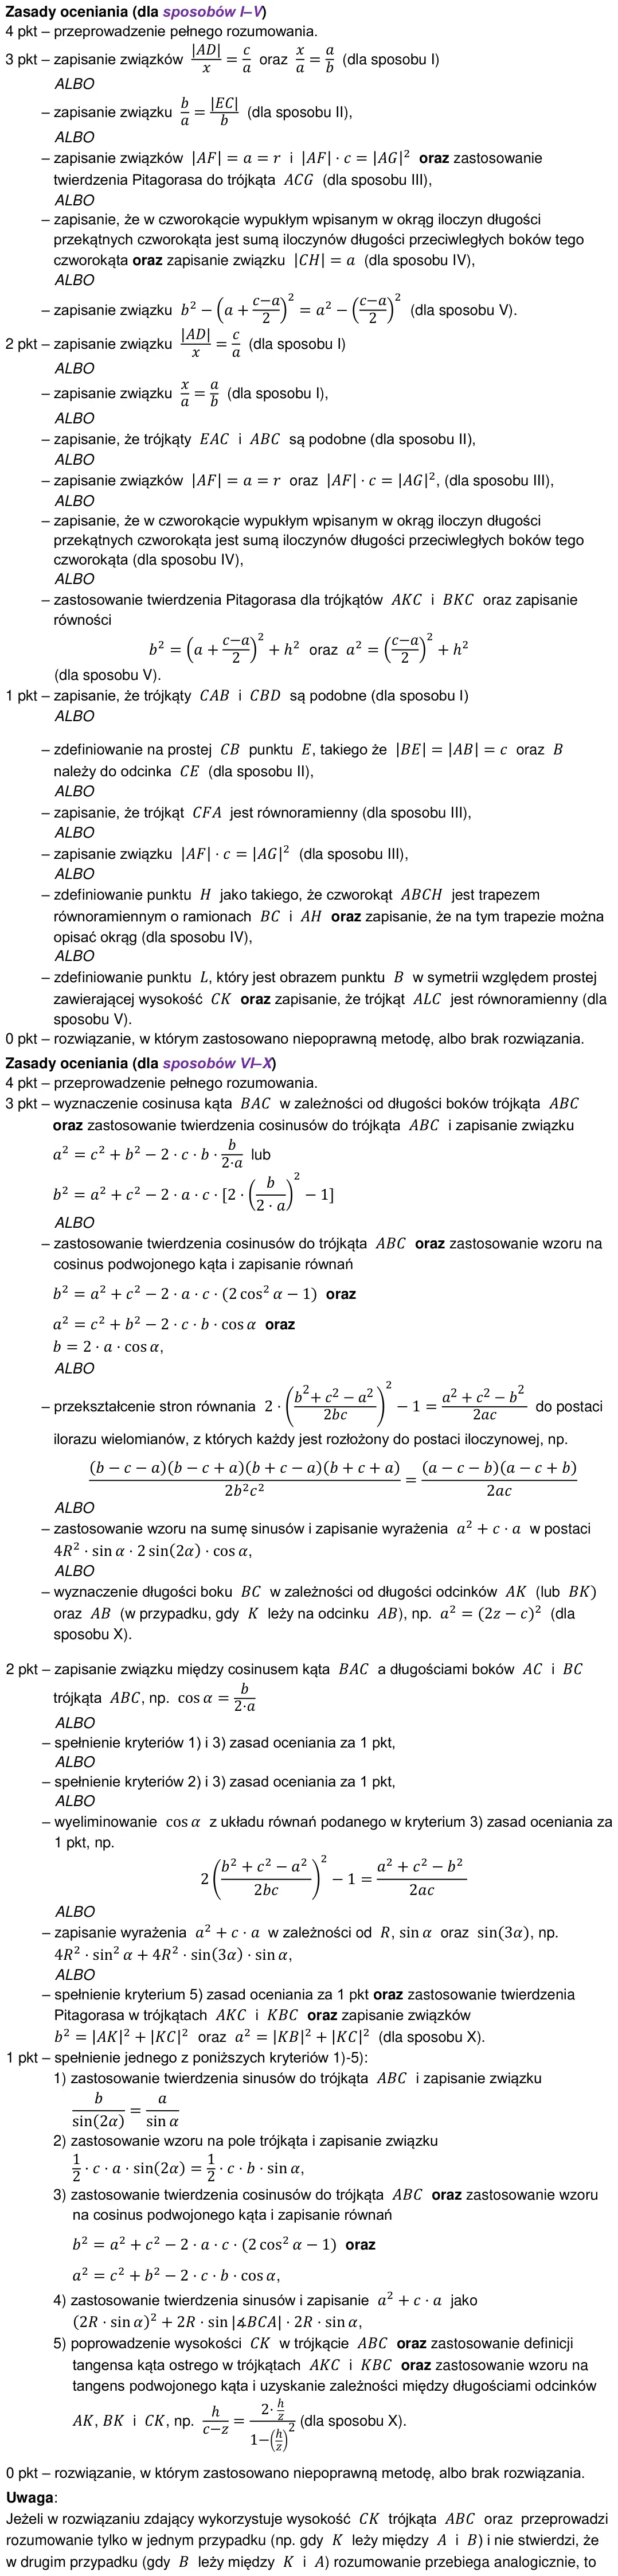 Zasady oceniania (dla sposobów I–V)
4 pkt – przeprowadzenie pełnego rozumowania.
3 pkt – zapisanie związków |AD|/x = c/a oraz x/a = a/b (dla sposobu I)
ALBO
– zapisanie związku b/a = |EC|/b (dla sposobu II),
ALBO
– zapisanie związków |AF| = a = r i |AF| · c = |AG|² oraz zastosowanie
twierdzenia Pitagorasa do trójkąta ACG (dla sposobu III),
ALBO
– zapisanie, że w czworokącie wypukłym wpisanym w okrąg iloczyn długości
przekątnych czworokąta jest sumą iloczynów długości przeciwległych boków tego
czworokąta oraz zapisanie związku |CH| = a (dla sposobu IV),
ALBO
– zapisanie związku b² − (a + (c−a)/2)² = a² − ((c−a)/2)² (dla sposobu V).
2 pkt – zapisanie związku |AD|/x = c/a (dla sposobu I)
ALBO
– zapisanie związku x/a = a/b (dla sposobu I),
ALBO
– zapisanie, że trójkąty EAC i ABC są podobne (dla sposobu II),
ALBO
– zapisanie związków |AF| = a = r oraz |AF| · c = |AG|², (dla sposobu III),
ALBO
– zapisanie, że w czworokącie wypukłym wpisanym w okrąg iloczyn długości
przekątnych czworokąta jest sumą iloczynów długości przeciwległych boków tego
czworokąta (dla sposobu IV),
ALBO
– zastosowanie twierdzenia Pitagorasa dla trójkątów AKC i BKC oraz zapisanie
równości
b² = (a + (c−a)/2)² + h² oraz a² = ((c−a)/2)² + h²
(dla sposobu V).
1 pkt – zapisanie, że trójkąty CAB i CBD są podobne (dla sposobu I)
ALBO
– zdefiniowanie na prostej CB punktu E, takiego że |BE| = |AB| = c oraz B
należy do odcinka CE (dla sposobu II),
ALBO
– zapisanie, że trójkąt CFA jest równoramienny (dla sposobu III),
ALBO
– zapisanie związku |AF| · c = |AG|² (dla sposobu III),
ALBO
– zdefiniowanie punktu H jako takiego, że czworokąt ABCH jest trapezem
równoramiennym o ramionach BC i AH oraz zapisanie, że na tym trapezie można
opisać okrąg (dla sposobu IV),
ALBO
– zdefiniowanie punktu L, który jest obrazem punktu B w symetrii względem prostej
zawierającej wysokość CK oraz zapisanie, że trójkąt ALC jest równoramienny (dla
sposobu V).
0 pkt – rozwiązanie, w którym zastosowano niepoprawną metodę, albo brak rozwiązania.
Zasady oceniania (dla sposobów VI–X)
4 pkt – przeprowadzenie pełnego rozumowania.
3 pkt – wyznaczenie cosinusa kąta BAC w zależności od długości boków trójkąta ABC
oraz zastosowanie twierdzenia cosinusów do trójkąta ABC i zapisanie związku
a² = c² + b² − 2 · c · b · b/(2·a) lub
b² = a² + c² − 2 · a · c · [2 · (b/(2 · a))² − 1]
ALBO
– zastosowanie twierdzenia cosinusów do trójkąta ABC oraz zastosowanie wzoru na
cosinus podwojonego kąta i zapisanie równań
b² = a² + c² − 2 · a · c · (2 cos² α − 1) oraz
a² = c² + b² − 2 · c · b · cos α oraz
b = 2 · a · cos α,
ALBO
– przekształcenie stron równania 2 · ((b² + c² − a²)/(2bc))² − 1 = (a² + c² − b²)/(2ac) do postaci
ilorazu wielomianów, z których każdy jest rozłożony do postaci iloczynowej, np.
((b − c − a)(b − c + a)(b + c − a)(b + c + a))/(2b²c²) = ((a − c − b)(a − c + b))/(2ac)
ALBO
– zastosowanie wzoru na sumę sinusów i zapisanie wyrażenia a² + c · a w postaci
4R² · sin α · 2 sin(2α) · cos α,
ALBO
– wyznaczenie długości boku BC w zależności od długości odcinków AK (lub BK)
oraz AB (w przypadku, gdy K leży na odcinku AB), np. a² = (2z − c)² (dla
sposobu X).
2 pkt – zapisanie związku między cosinusem kąta BAC a długościami boków AC i BC
trójkąta ABC, np. cos α = b/(2·a)
ALBO
– spełnienie kryteriów 1) i 3) zasad oceniania za 1 pkt,
ALBO
– spełnienie kryteriów 2) i 3) zasad oceniania za 1 pkt,
ALBO
– wyeliminowanie cos α z układu równań podanego w kryterium 3) zasad oceniania za
1 pkt, np.
2((b² + c² − a²)/(2bc))² − 1 = (a² + c² − b²)/(2ac)
ALBO
– zapisanie wyrażenia a² + c · a w zależności od R, sin α oraz sin(3α), np.
4R² · sin² α + 4R² · sin(3α) · sin α,
ALBO
– spełnienie kryterium 5) zasad oceniania za 1 pkt oraz zastosowanie twierdzenia
Pitagorasa w trójkątach AKC i KBC oraz zapisanie związków
b² = |AK|² + |KC|² oraz a² = |KB|² + |KC|² (dla sposobu X).
1 pkt – spełnienie jednego z poniższych kryteriów 1)-5):
1) zastosowanie twierdzenia sinusów do trójkąta ABC i zapisanie związku
b/sin(2α) = a/sin α
2) zastosowanie wzoru na pole trójkąta i zapisanie związku
1/2 · c · a · sin(2α) = 1/2 · c · b · sin α,
3) zastosowanie twierdzenia cosinusów do trójkąta ABC oraz zastosowanie wzoru
na cosinus podwojonego kąta i zapisanie równań
b² = a² + c² − 2 · a · c · (2 cos² α − 1) oraz
a² = c² + b² − 2 · c · b · cos α,
4) zastosowanie twierdzenia sinusów i zapisanie a² + c · a jako
(2R · sin α)² + 2R · sin |∡BCA| · 2R · sin α,
5) poprowadzenie wysokości CK w trójkącie ABC oraz zastosowanie definicji
tangensa kąta ostrego w trójkątach AKC i KBC oraz zastosowanie wzoru na
tangens podwojonego kąta i uzyskanie zależności między długościami odcinków
AK, BK i CK, np. h/(c−z) = (2·h/z)/(1−(h/z)²) (dla sposobu X).
0 pkt – rozwiązanie, w którym zastosowano niepoprawną metodę, albo brak rozwiązania.
Uwaga:
Jeżeli w rozwiązaniu zdający wykorzystuje wysokość CK trójkąta ABC oraz przeprowadzi
rozumowanie tylko w jednym przypadku (np. gdy K leży między A i B) i nie stwierdzi, że
w drugim przypadku (gdy B leży między K i A) rozumowanie przebiega analogicznie, to